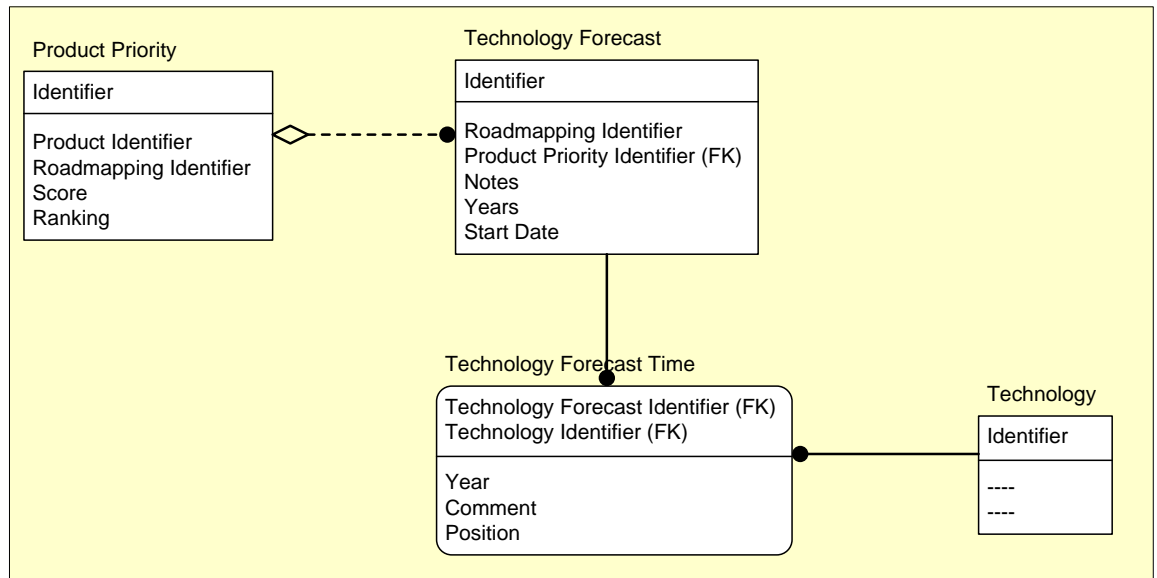 Product Priority
Identifier
Product Identifier
Roadmapping Identifier
Score
Ranking
Technology Forecast
Identifier
Roadmapping Identifier
Product Priority Identifier (FK)
Notes
Years
Start Date
Technology Forecast Time
Technology Forecast Identifier (FK)
Technology Identifier (FK)
Year
Comment
Position
Technology
Identifier
----
----